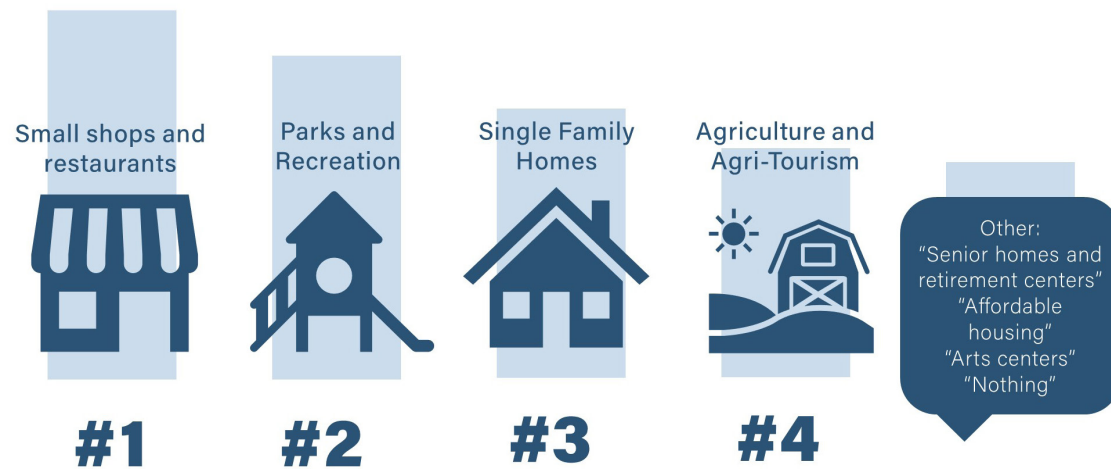 Small shops and
restaurants
#1
Parks and
Recreation
#2
Single Family
Homes
#3
Agriculture and
Agri-Tourism
#4
Other:
“Senior homes and
retirement centers”
“Affordable
housing”
“Arts centers”
“Nothing”